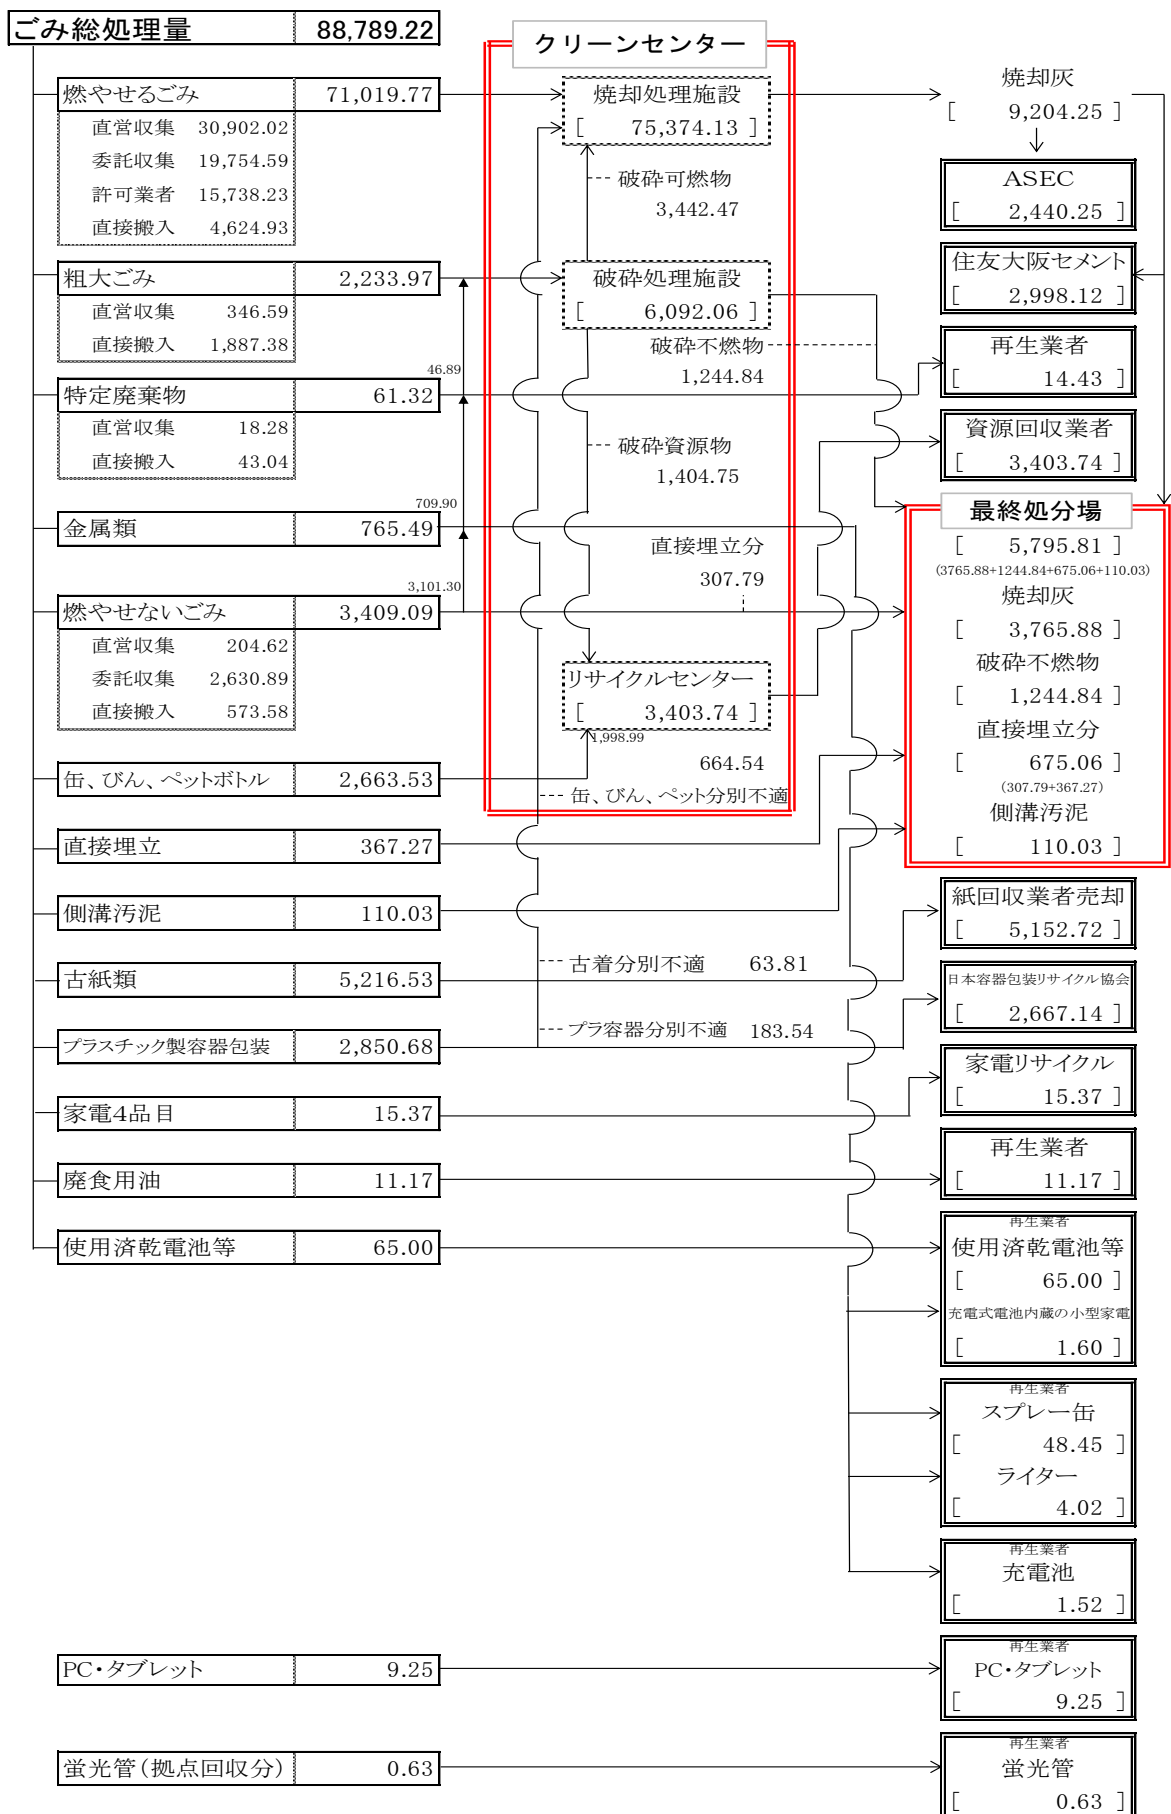 ごみ総処理量 88,789.22
クリーンセンター
燃やせるごみ 71,019.77
直営収集 30,902.02
委託収集 19,754.59
許可業者 15,738.23
直接搬入 4,624.93
焼却処理施設
[ 75,374.13 ]
破砕可燃物
3,442.47
焼却灰
[ 9,204.25 ]
ASEC
[ 2,440.25 ]
粗大ごみ 2,233.97
直営収集 346.59
直接搬入 1,887.38
破砕処理施設
[ 6,092.06 ]
破砕不燃物
1,244.84
住友大阪セメント
[ 2,998.12 ]
再生業者
[ 14.43 ]
46.89
特定廃棄物 61.32
直営収集 18.28
直接搬入 43.04
破砕資源物
1,404.75
資源回収業者
[ 3,403.74 ]
709.90
金属類 765.49
直接埋立分
307.79
最終処分場
[ 5,795.81 ]
(3765.88+1244.84+675.06+110.03)
焼却灰
[ 3,765.88 ]
破砕不燃物
[ 1,244.84 ]
直接埋立分
[ 675.06 ]
(307.79+367.27)
側溝汚泥
[ 110.03 ]
3,101.30
燃やせないごみ 3,409.09
直営収集 204.62
委託収集 2,630.89
直接搬入 573.58
リサイクルセンター
[ 3,403.74 ]
1,998.99
664.54
缶、びん、ペット分別不適
缶、びん、ペットボトル 2,663.53
直接埋立 367.27
側溝汚泥 110.03
紙回収業者売却
[ 5,152.72 ]
古着分別不適 63.81
古紙類 5,216.53
日本容器包装リサイクル協会
[ 2,667.14 ]
プラ容器分別不適 183.54
プラスチック製容器包装 2,850.68
家電リサイクル
[ 15.37 ]
家電4品目 15.37
再生業者
[ 11.17 ]
廃食用油 11.17
再生業者
使用済乾電池等
[ 65.00 ]
使用済乾電池等 65.00
充電式電池内蔵の小型家電
[ 1.60 ]
再生業者
スプレー缶
[ 48.45 ]
ライター
[ 4.02 ]
再生業者
充電池
[ 1.52 ]
再生業者
PC・タブレット 9.25
PC・タブレット
[ 9.25 ]
再生業者
蛍光管(拠点回収分) 0.63
蛍光管
[ 0.63 ]